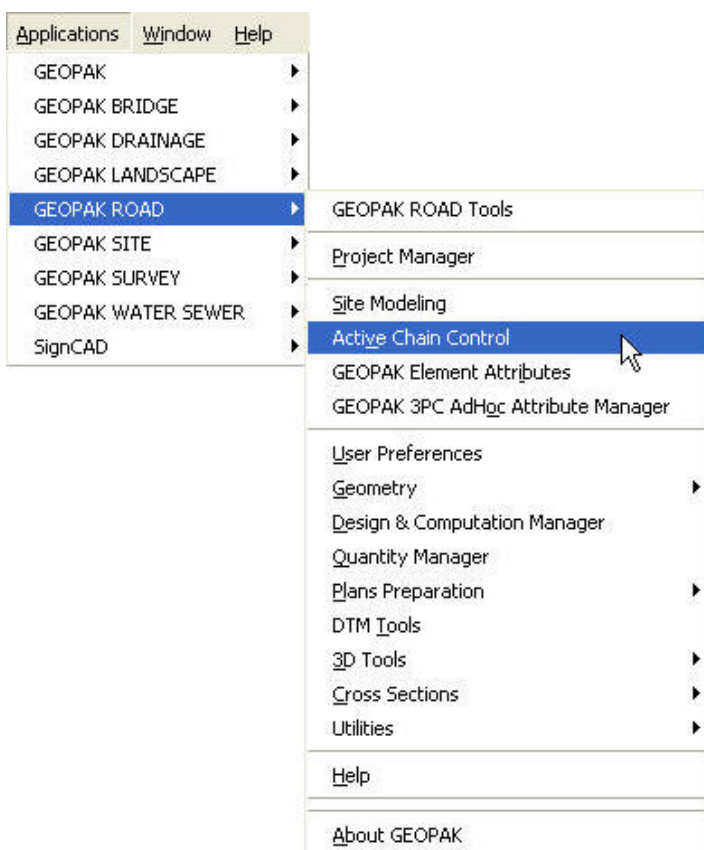 Applications Window Help
GEOPAK
GEOPAK BRIDGE
GEOPAK DRAINAGE
GEOPAK LANDSCAPE
GEOPAK ROAD
GEOPAK SITE
GEOPAK SURVEY
GEOPAK WATER SEWER
SignCAD
GEOPAK ROAD Tools
Project Manager
Site Modeling
Active Chain Control
GEOPAK Element Attributes
GEOPAK 3PC AdHoc Attribute Manager
User Preferences
Geometry
Design & Computation Manager
Quantity Manager
Plans Preparation
DTM Tools
3D Tools
Cross Sections
Utilities
Help
About GEOPAK